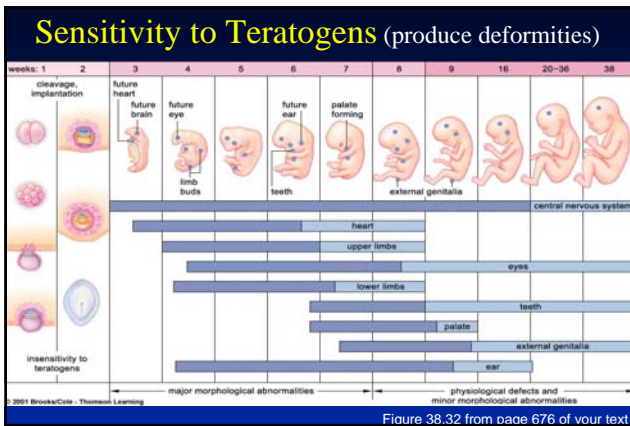 Sensitivity to Teratogens (produce deformities)
weeks: 1 2 3 4 5 6 7 8 9 16 20–36 38
cleavage,
implantation
future
heart
future
brain
future
eye
limb
buds
future
ear
teeth
palate
forming
external genitalia
central nervous system
heart
upper limbs
eyes
lower limbs
teeth
palate
external genitalia
ear
insensitivity to
teratogens
major morphological abnormalities
physiological defects and
minor morphological abnormalities
© 2001 Brooks/Cole - Thomson Learning
Figure 38.32 from page 676 of your text